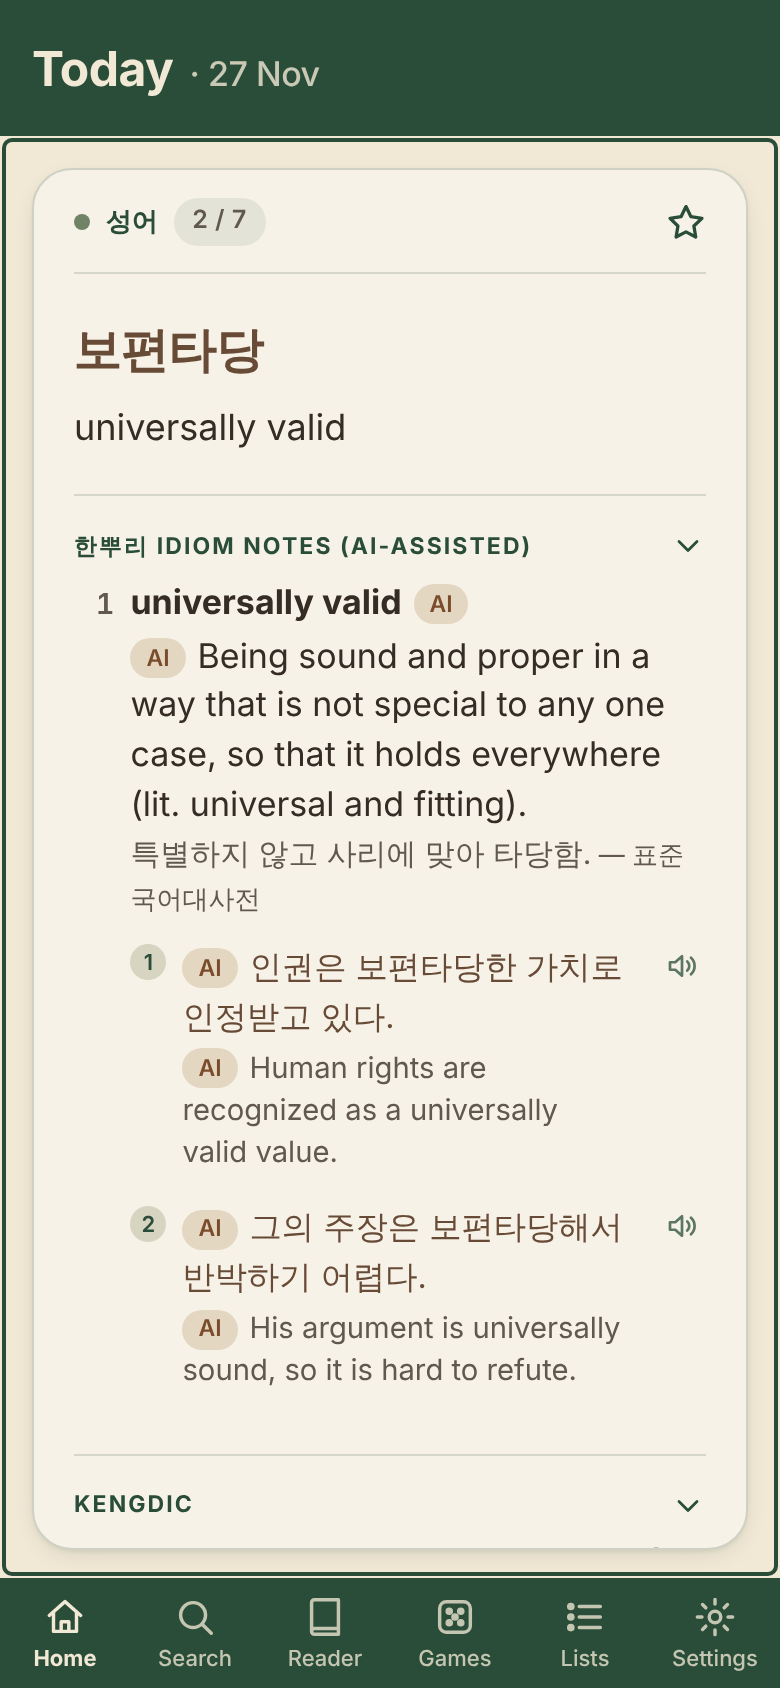 Today · 27 Nov
성어 2 / 7
보편타당
universally valid
한뿌리 IDIOM NOTES (AI-ASSISTED)
1 universally valid AI
AI Being sound and proper in a
way that is not special to any one
case, so that it holds everywhere
(lit. universal and fitting).
특별하지 않고 사리에 맞아 타당함. — 표준
국어대사전
1 AI 인권은 보편타당한 가치로
인정받고 있다.
AI Human rights are
recognized as a universally
valid value.
2 AI 그의 주장은 보편타당해서
반박하기 어렵다.
AI His argument is universally
sound, so it is hard to refute.
KENGDIC
Home Search Reader Games Lists Settings